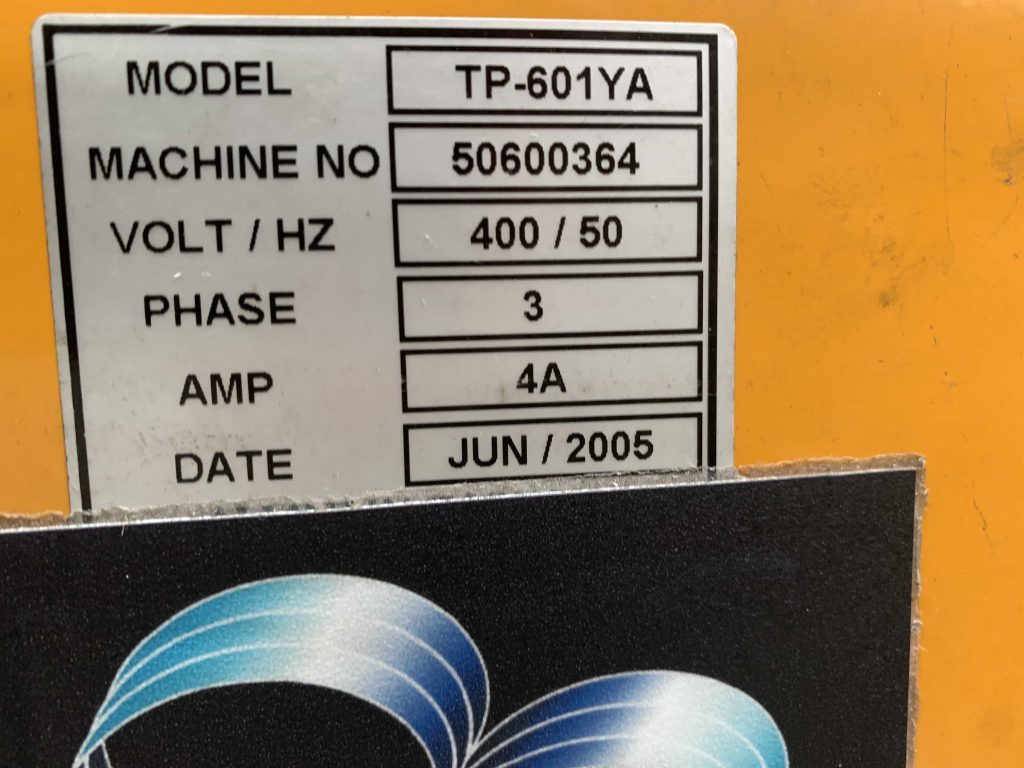 MODEL TP-601YA
MACHINE NO 50600364
VOLT / HZ 400 / 50
PHASE 3
AMP 4A
DATE JUN / 2005